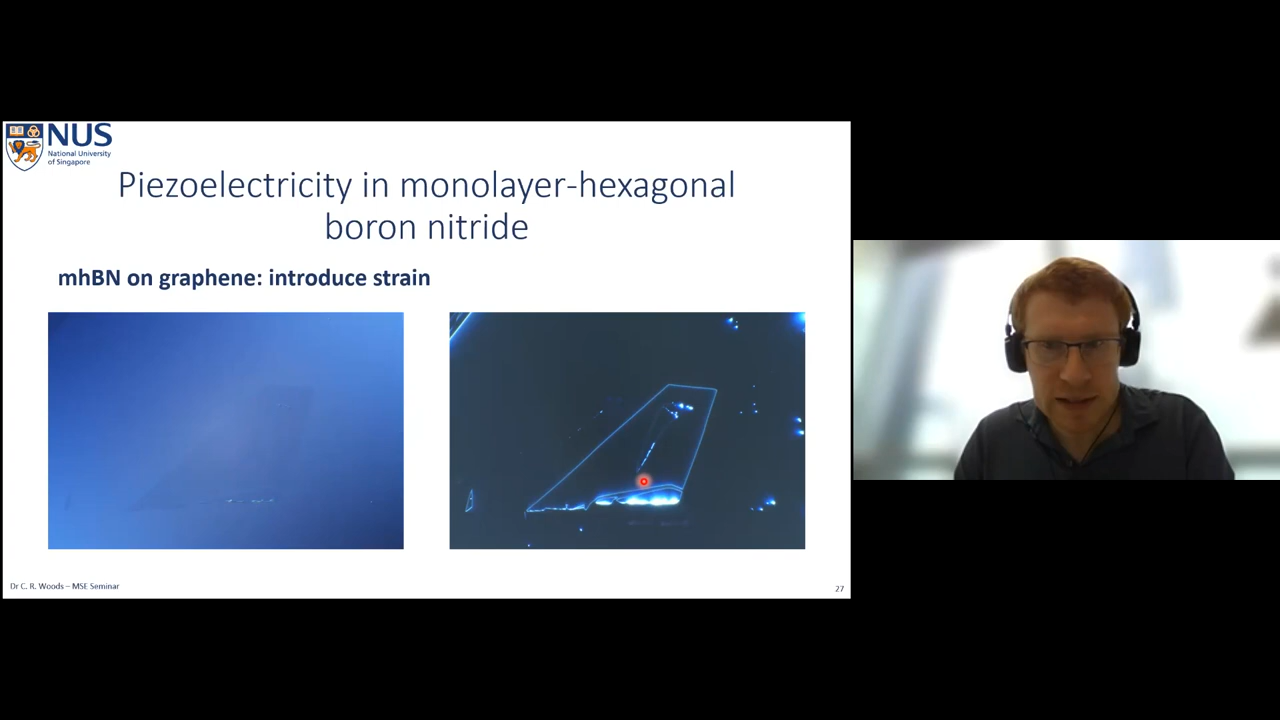 NUS
National University
of Singapore
Piezoelectricity in monolayer-hexagonal
boron nitride
mhBN on graphene: introduce strain
Dr C. R. Woods – MSE Seminar
27